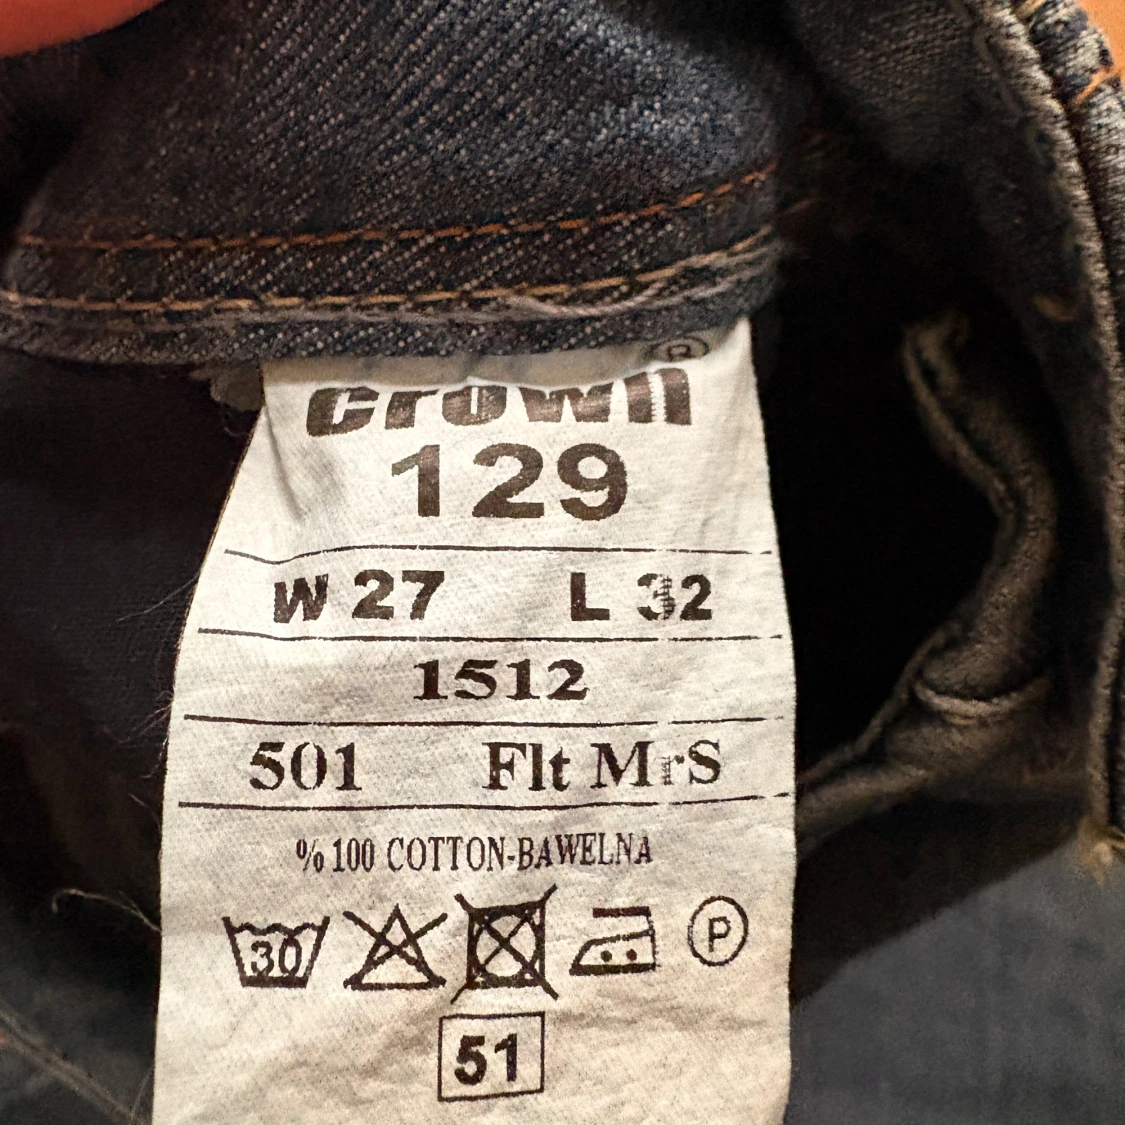 Crown ®
129
W 27 L 32
1512
501 Flt MrS
% 100 COTTON-BAWELNA
30 P
51